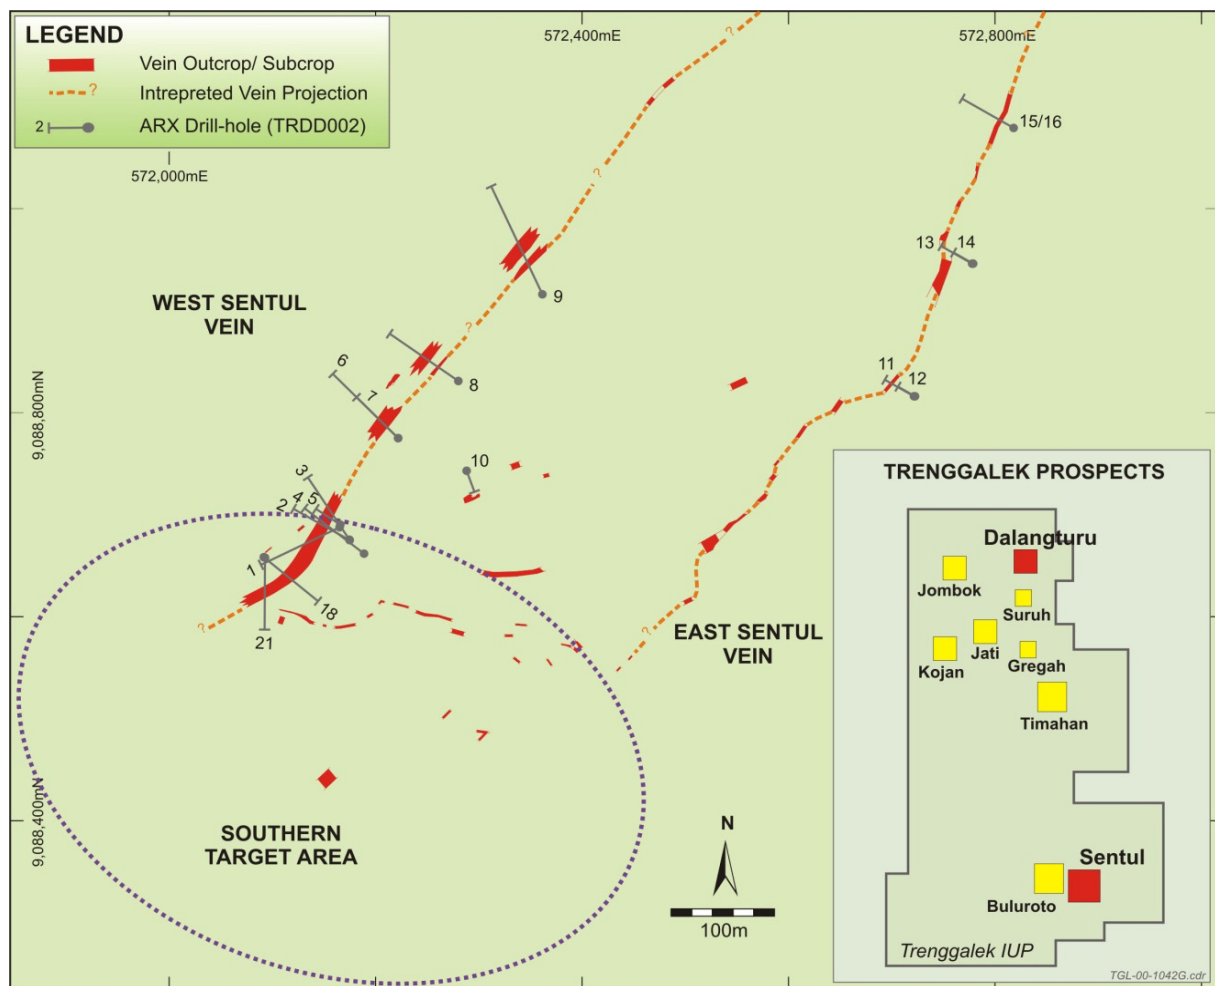 LEGEND
Vein Outcrop/ Subcrop
?
Intrepreted Vein Projection
2
ARX Drill-hole (TRDD002)
572,000mE
572,400mE
572,800mE
?
?
15/16
?
13
14
9
WEST SENTUL
VEIN
?
6
7
8
11
12
9,088,800mN
10
3
4
5
2
1
18
21
?
EAST SENTUL
VEIN
?
9,088,400mN
SOUTHERN
TARGET AREA
N
100m
TRENGGALEK PROSPECTS
Dalangturu
Jombok
Suruh
Jati
Kojan
Gregah
Timahan
Sentul
Buluroto
Trenggalek IUP
TGL-00-1042G.cdr